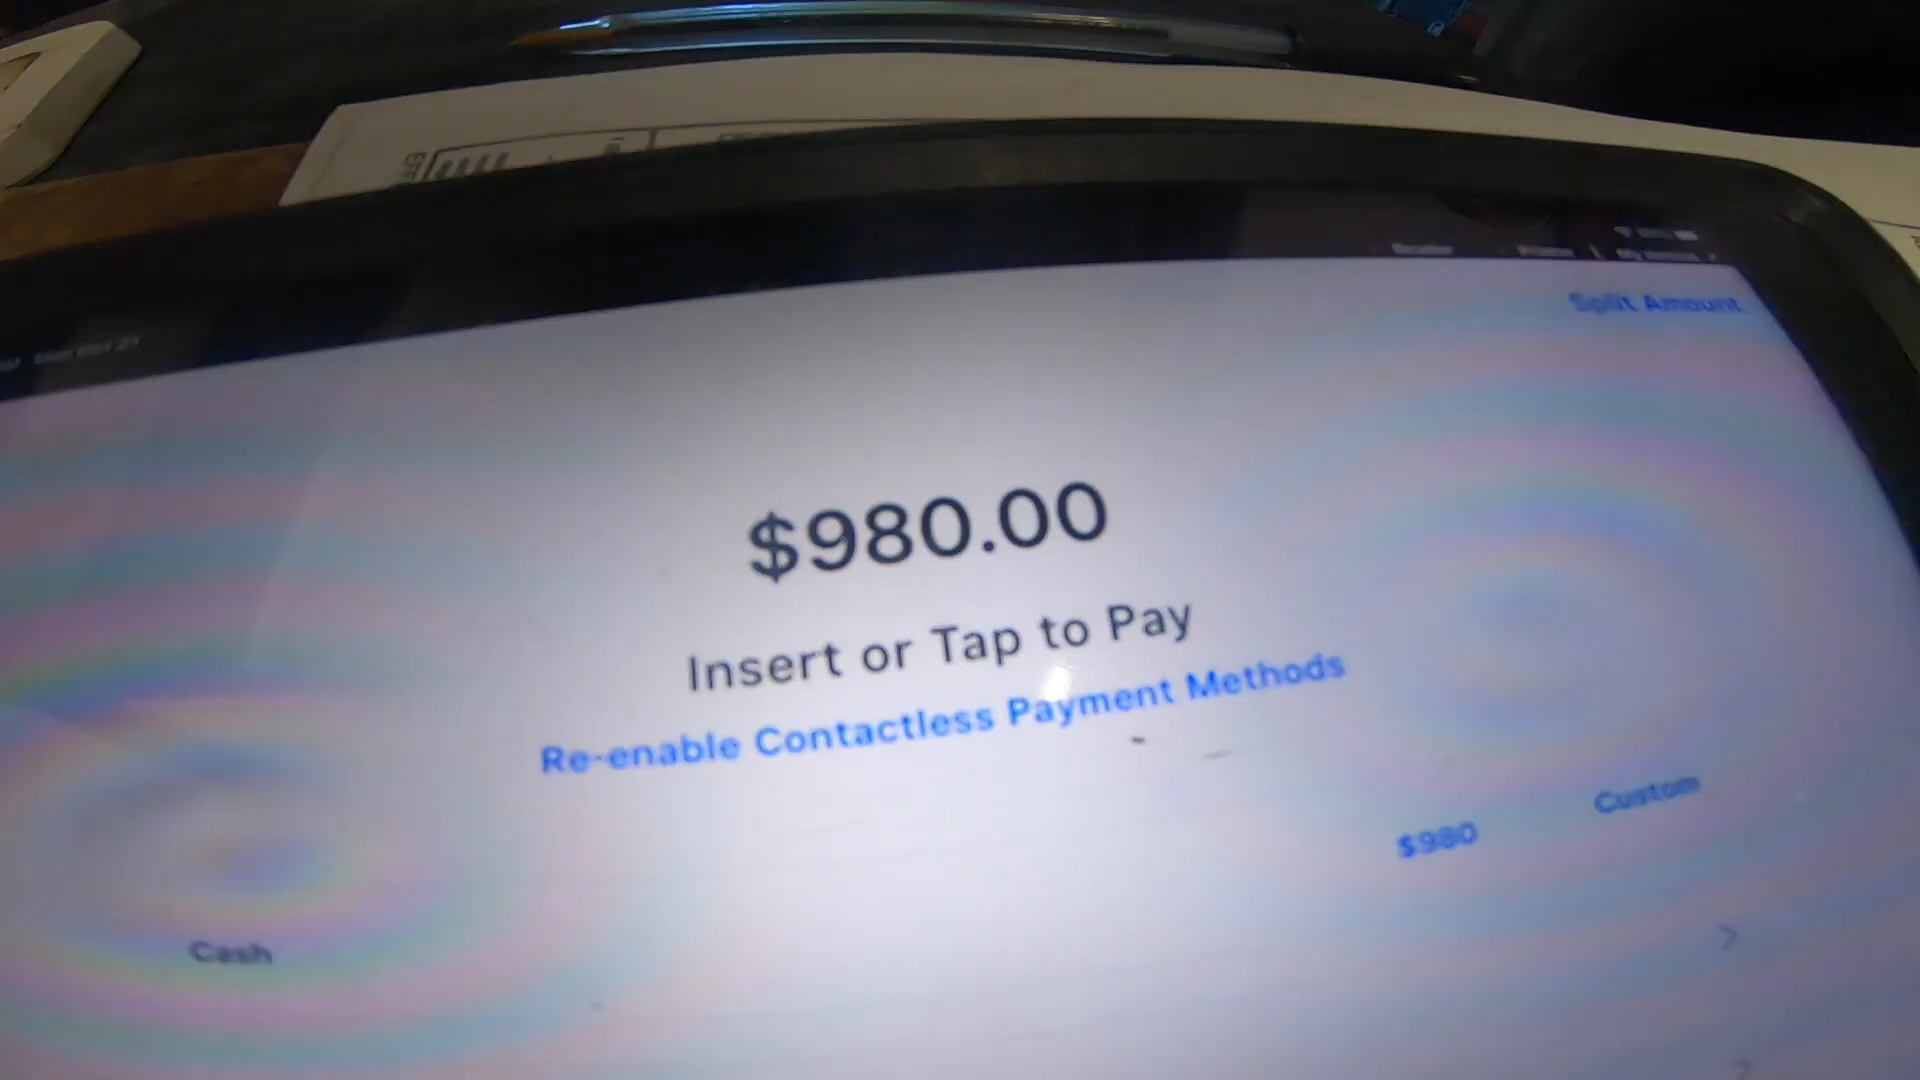 Split Amount
$980.00
Insert or Tap to Pay
Re-enable Contactless Payment Methods
Cash
$980
Custom